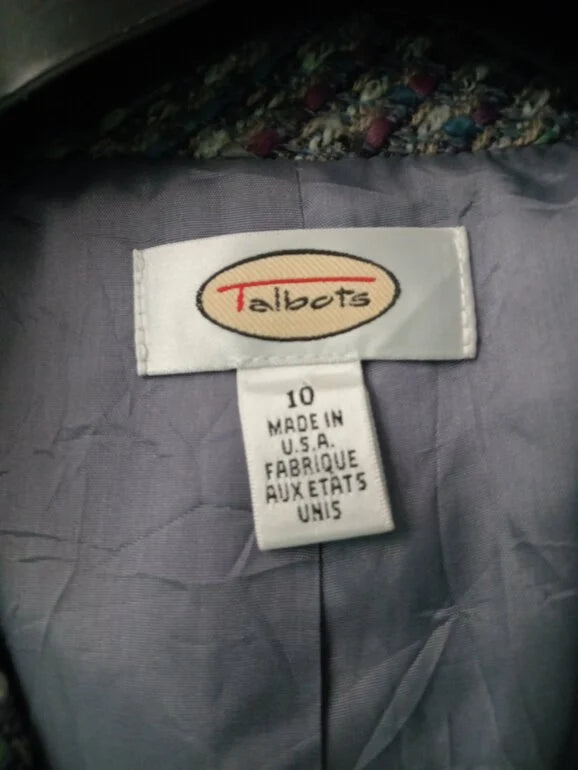 Talbots
10
MADE IN
U.S.A.
FABRIQUE
AUX ETATS
UNIS